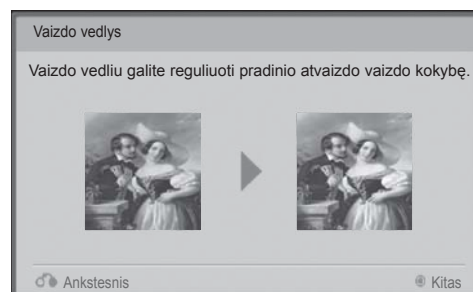 Vaizdo vedlys
Vaizdo vedliu galite reguliuoti pradinio atvaizdo vaizdo kokybę.
Ankstesnis
Kitas